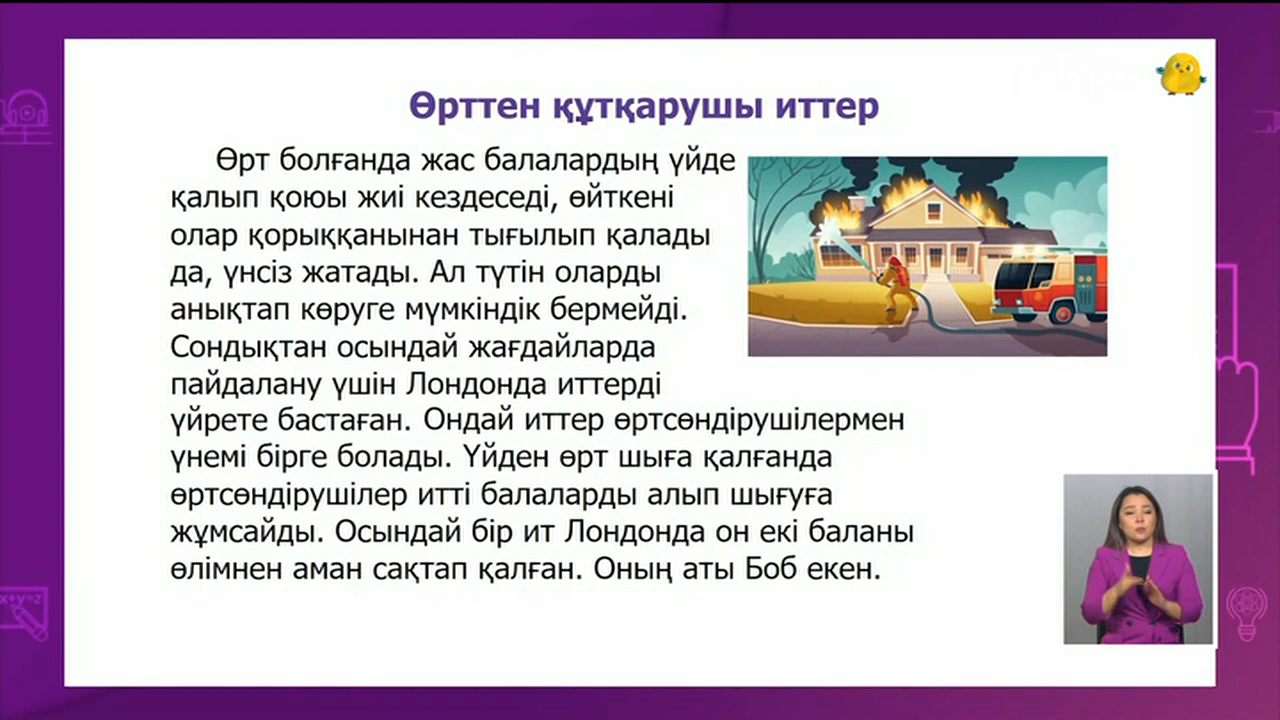 Өрттен құтқарушы иттер
Өрт болғанда жас балалардың үйде
қалып қоюы жиі кездеседі, өйткені
олар қорыққанынан тығылып қалады
да, үнсіз жатады. Ал түтін оларды
анықтап көруге мүмкіндік бермейді.
Сондықтан осындай жағдайларда
пайдалану үшін Лондонда иттерді
үйрете бастаған. Ондай иттер өртсөндірушілермен
үнемі бірге болады. Үйден өрт шыға қалғанда
өртсөндірушілер итті балаларды алып шығуға
жұмсайды. Осындай бір ит Лондонда он екі баланы
өлімнен аман сақтап қалған. Оның аты Боб екен.
x+y=z